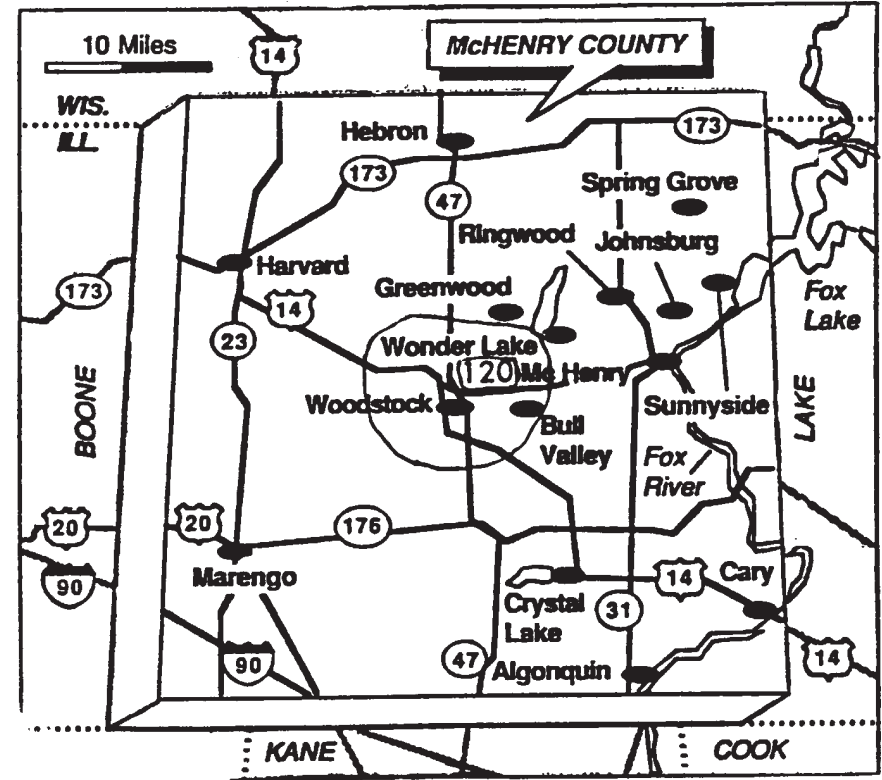 10 Miles
14
McHENRY COUNTY
WIS.
ILL.
Hebron
173
173
Spring Grove
47
Ringwood
Johnsburg
Harvard
173
Greenwood
14
Fox
Lake
23
Wonder Lake
120
Mc Henry
BOONE
Woodstock
Sunnyside
LAKE
Bull
Valley
Fox
River
20
20
176
90
Marengo
14
Cary
Crystal
Lake
31
90
47
Algonquin
14
KANE
COOK